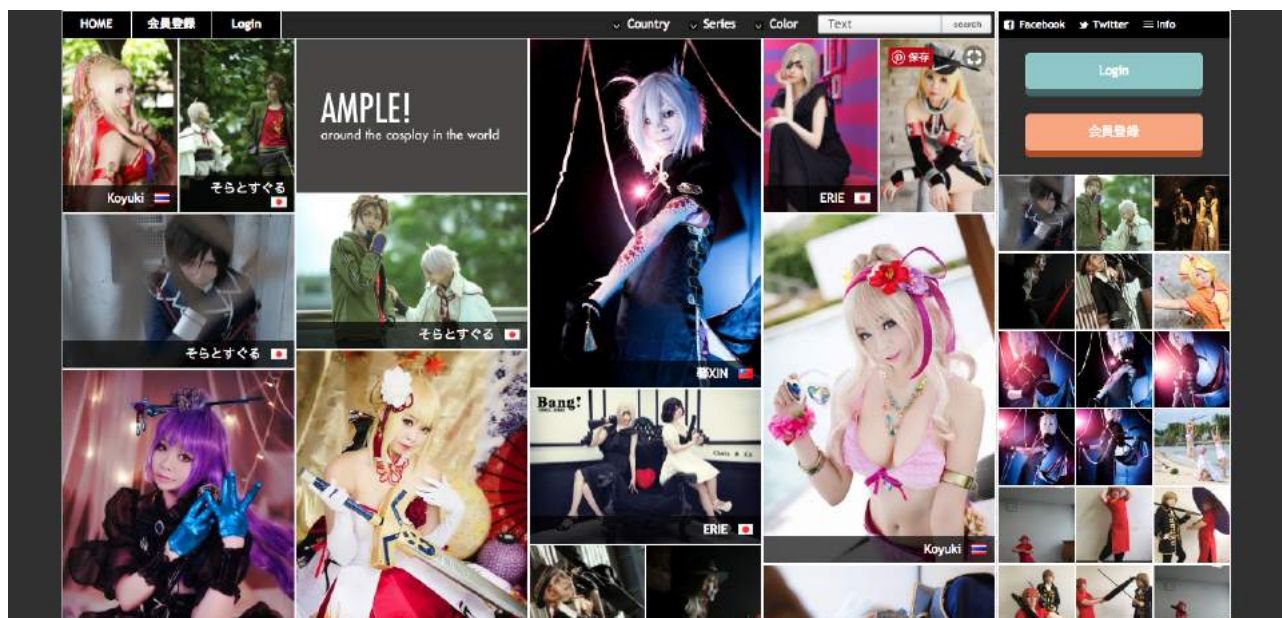 HOME 会員登録 Login Country Series Color Text search Facebook Twitter Info
保存
Login
AMPLE!
around the cosplay in the world
会員登録
Koyuki
そらとすぐる
ERIE
そらとすぐる
そらとすぐる
XIN
Bang!
ERIE
Koyuki